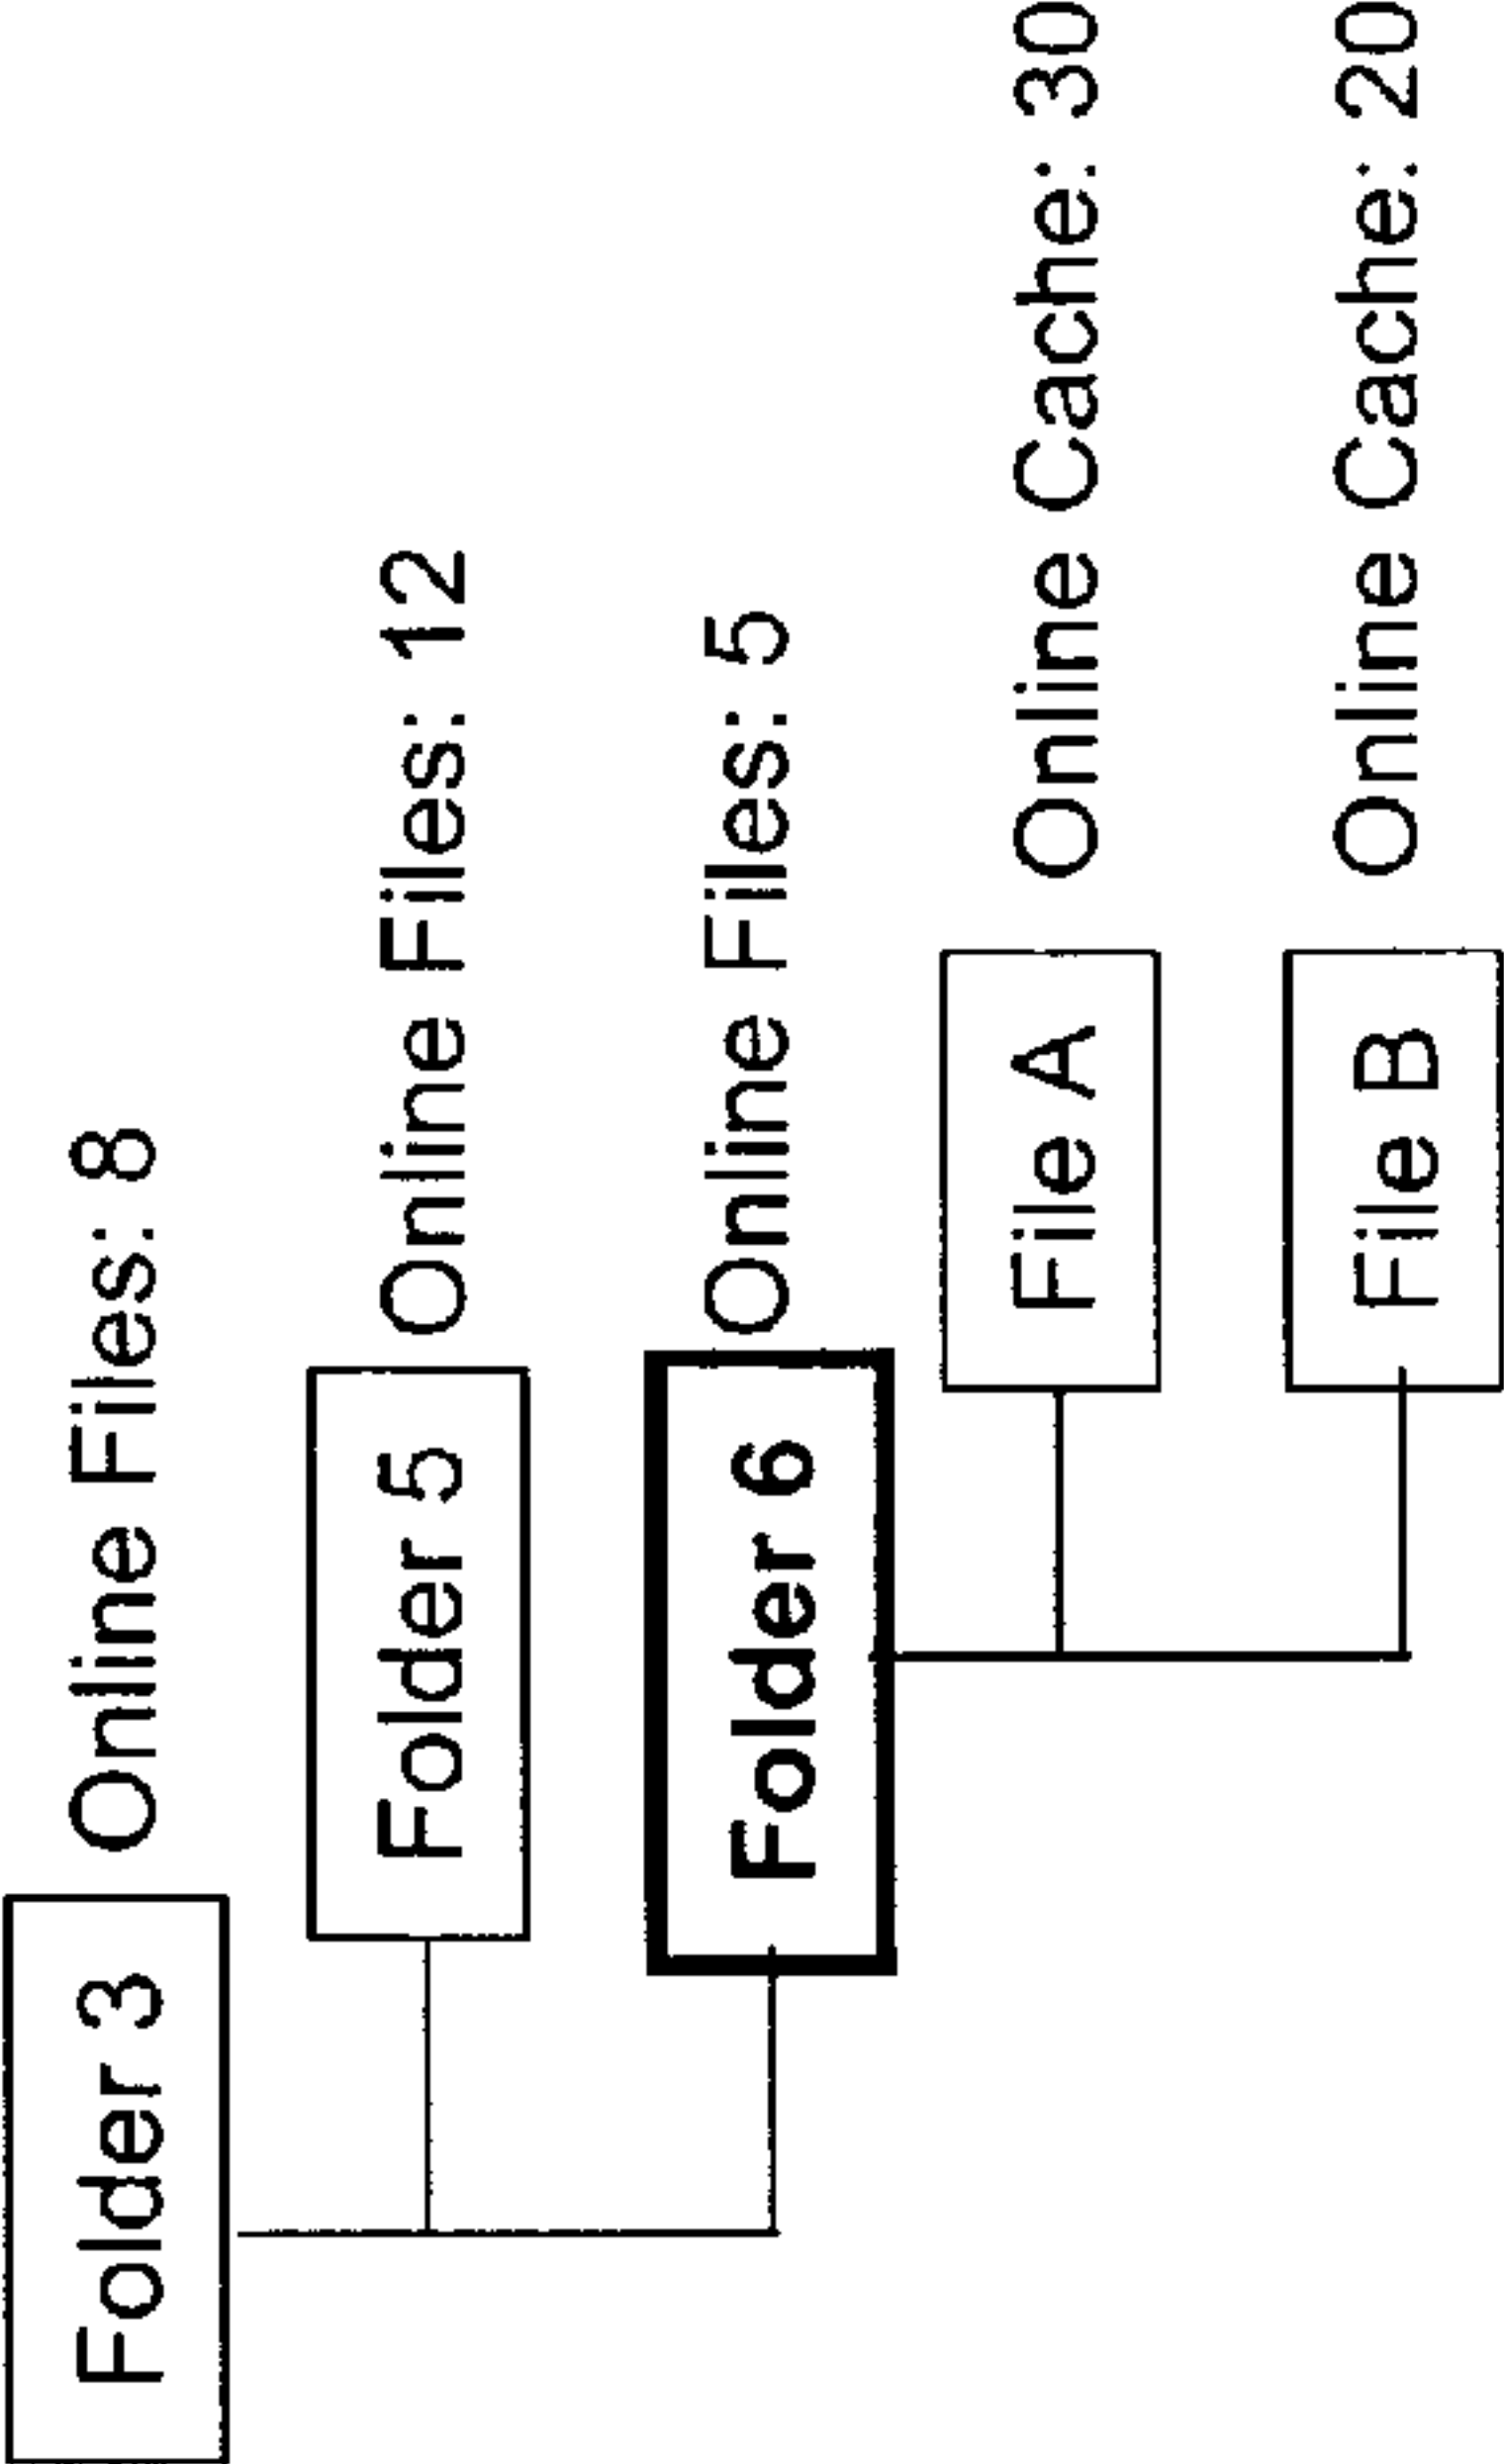 Folder 3 Online Files: 8
Folder 5 Online Files: 12
Folder 6 Online Files: 5
File A Online Cache: 30
File B Online Cache: 20